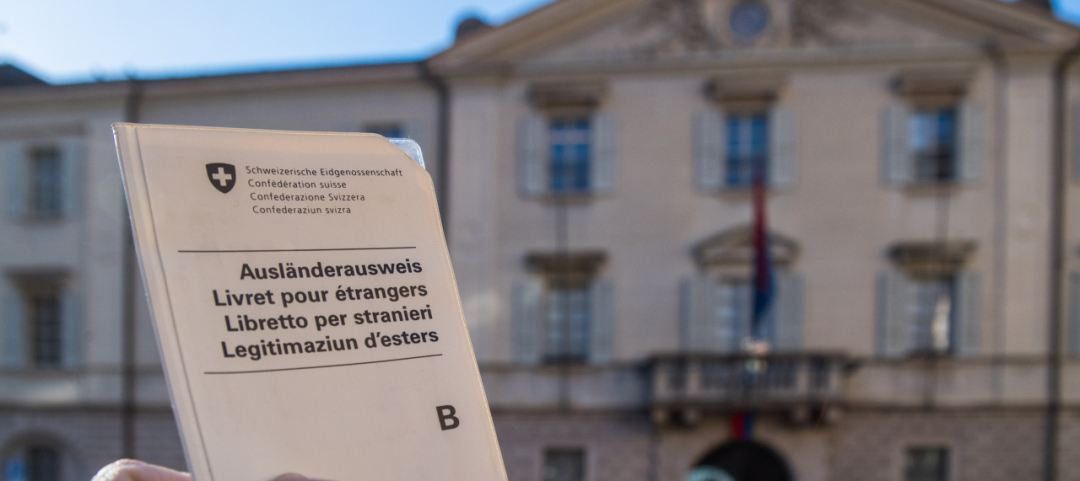 Schweizerische Eidgenossenschaft
Confédération suisse
Confederazione Svizzera
Confederaziun svizra
Ausländerausweis
Livret pour étrangers
Libretto per stranieri
Legitimaziun d'esters
B